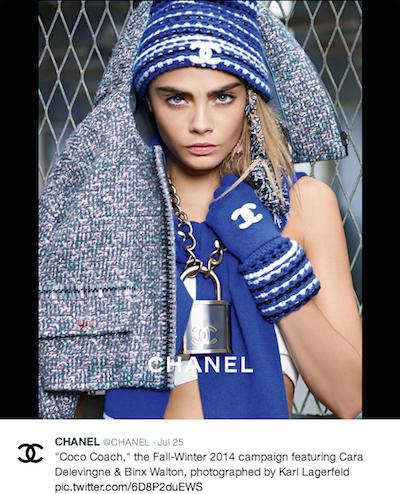 CHANEL
CHANEL @CHANEL · Jul 25
"Coco Coach," the Fall-Winter 2014 campaign featuring Cara
Delevingne & Binx Walton, photographed by Karl Lagerfeld
pic.twitter.com/6D8P2duEWS